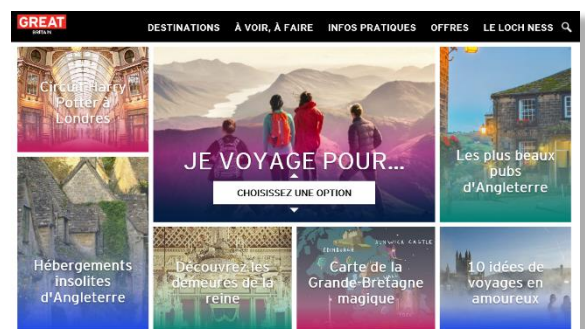 GREAT
BRITAIN
DESTINATIONS À VOIR, À FAIRE INFOS PRATIQUES OFFRES LE LOCH NESS
Circuit Harry
Potter à
Londres
JE VOYAGE POUR...
CHOISISSEZ UNE OPTION
Les plus beaux
pubs
d'Angleterre
Hébergements
insolites
d'Angleterre
Découvrez les
demeures de la
reine
Carte de la
Grande-Bretagne
magique
10 idées de
voyages en
amoureux